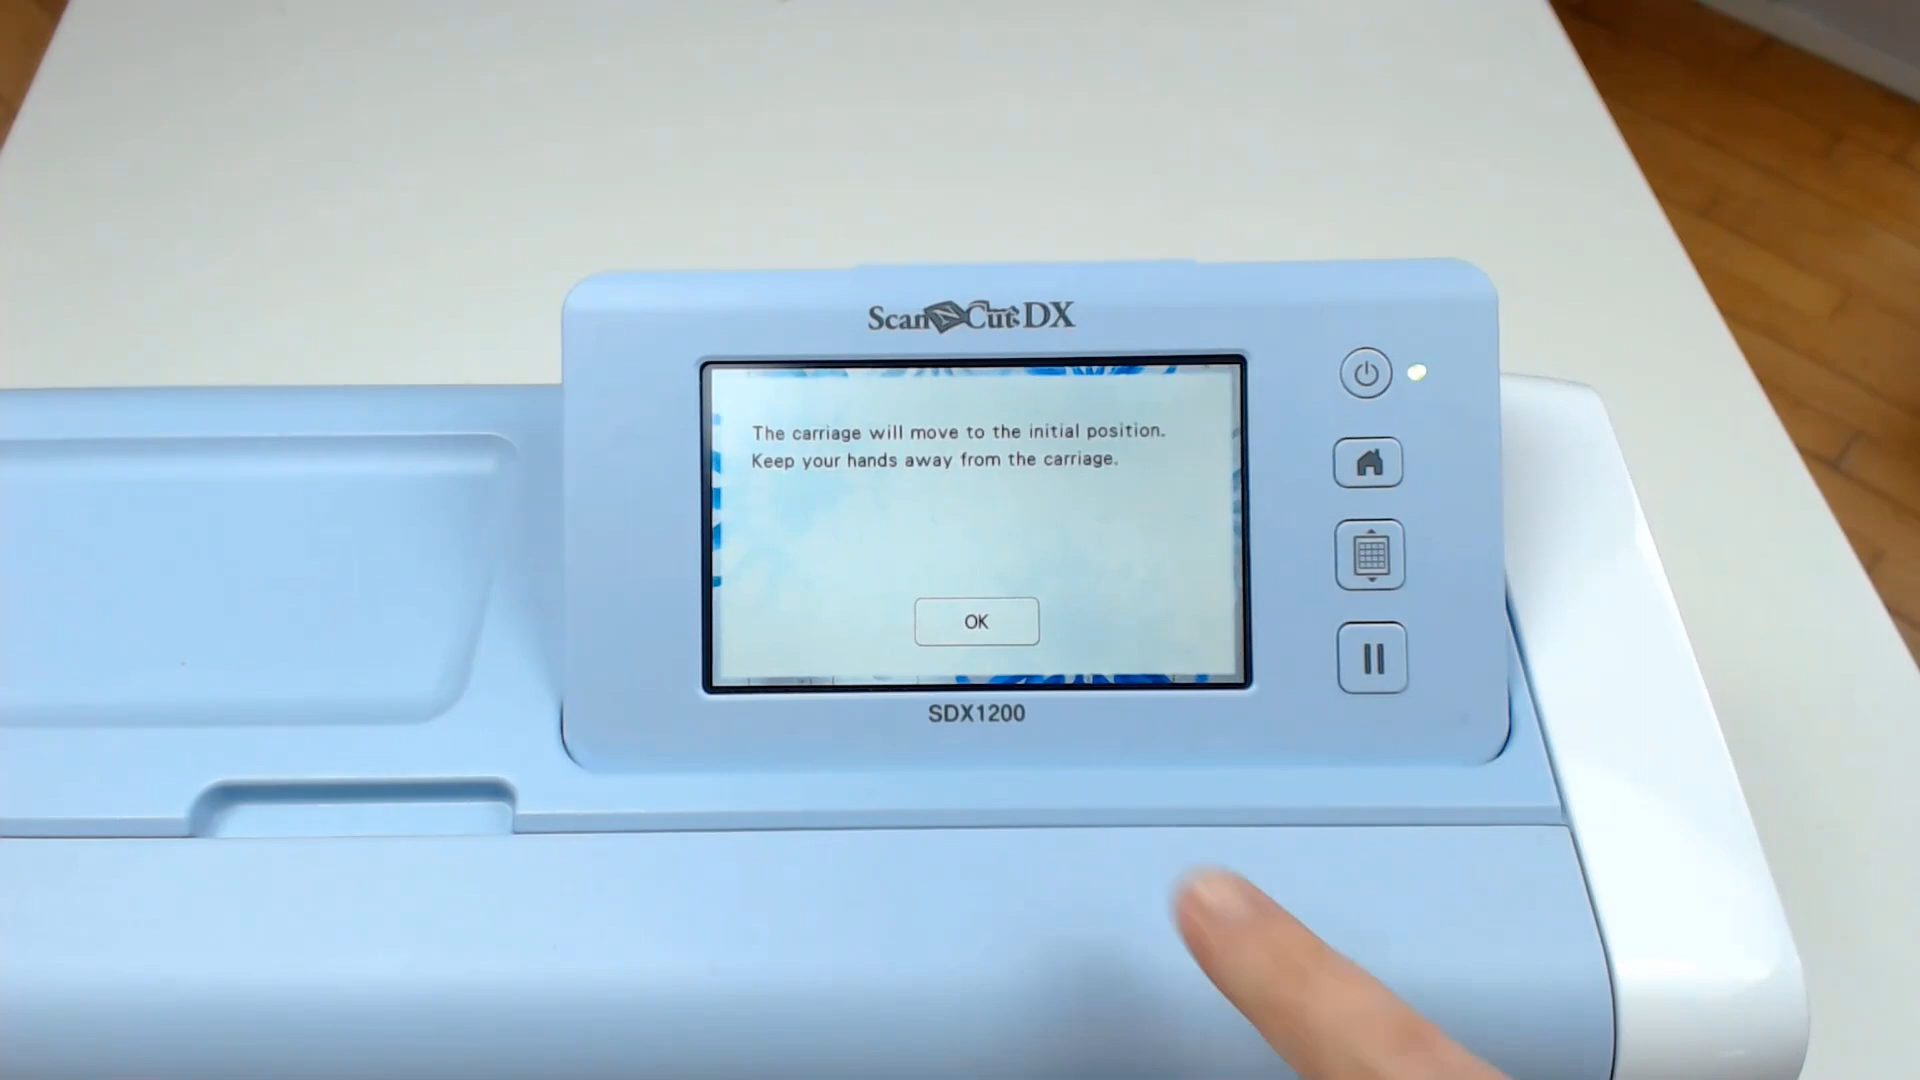 ScanNCut DX
The carriage will move to the initial position.
Keep your hands away from the carriage.
OK
SDX1200